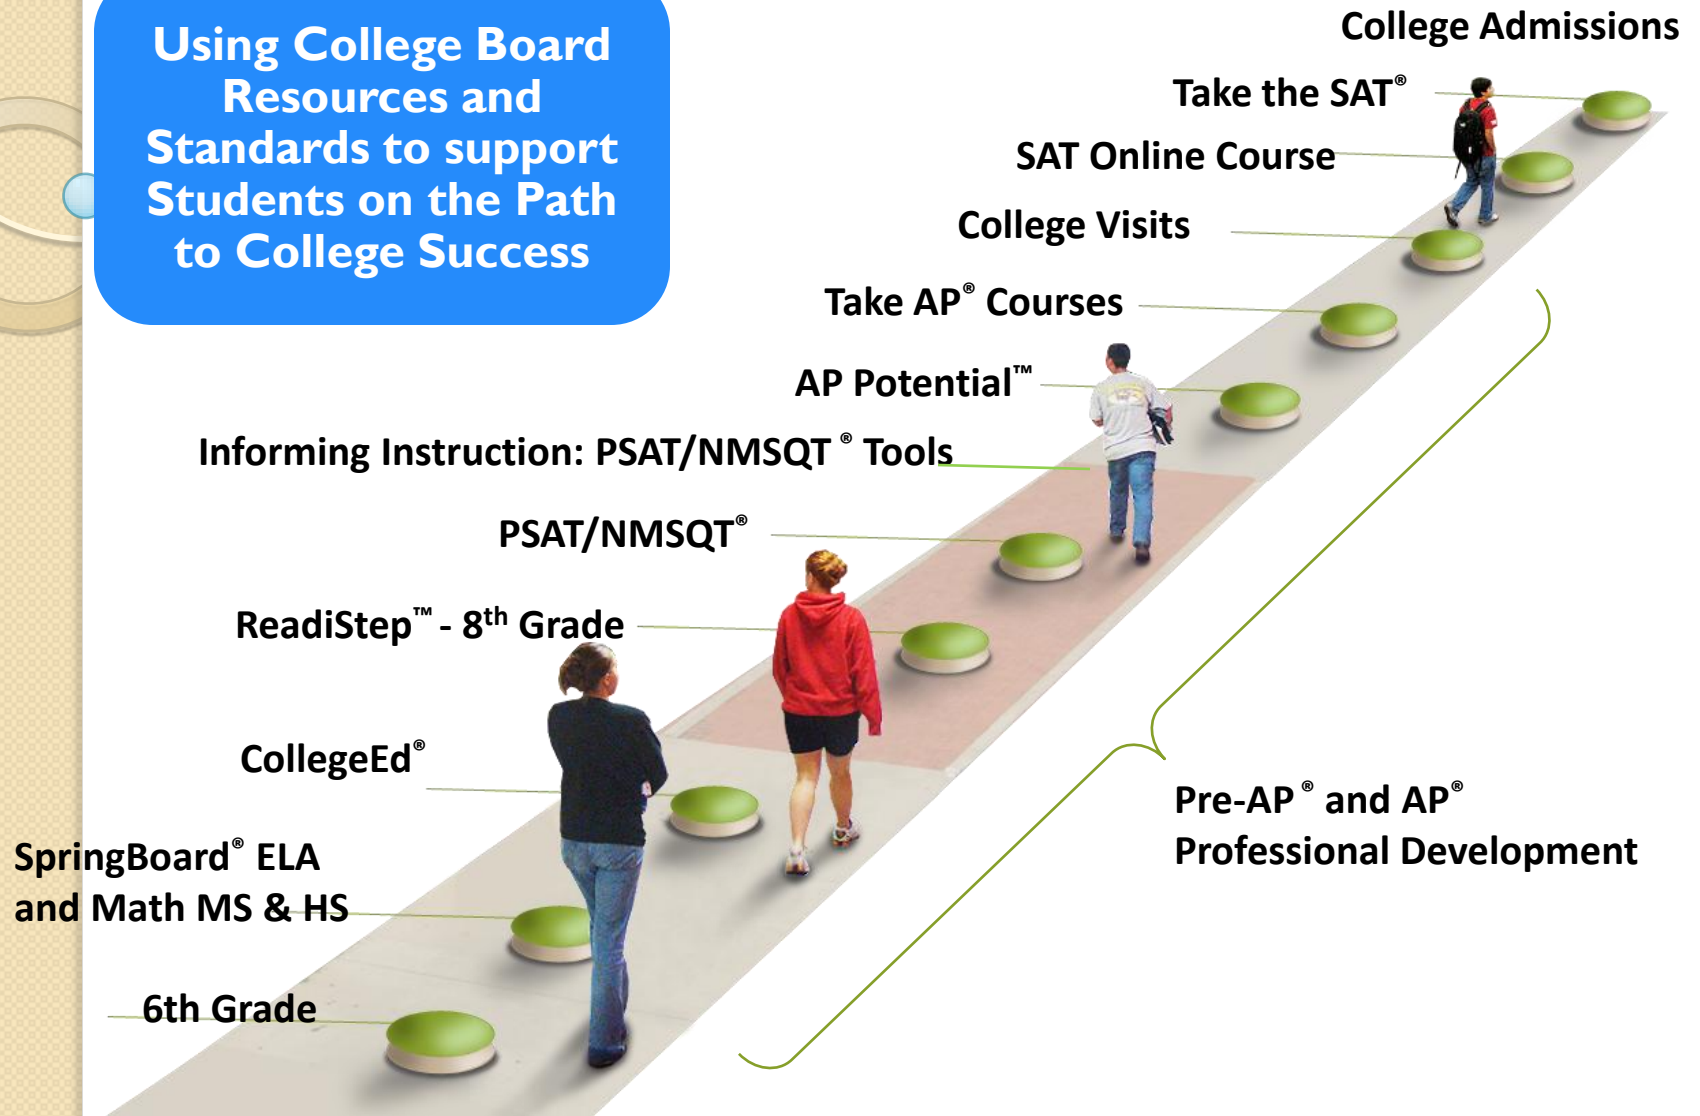 Using College Board
Resources and
Standards to support
Students on the Path
to College Success
College Admissions
Take the SAT®
SAT Online Course
College Visits
Take AP® Courses
AP Potential™
Informing Instruction: PSAT/NMSQT ® Tools
PSAT/NMSQT®
ReadiStep™ - 8th Grade
CollegeEd®
SpringBoard® ELA
and Math MS & HS
6th Grade
Pre-AP ® and AP®
Professional Development